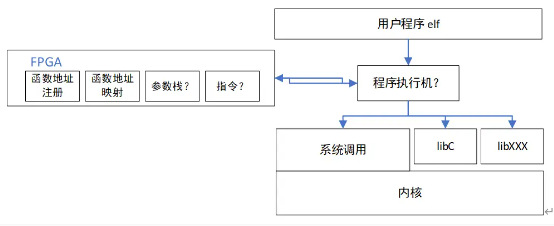 用户程序 elf
FPGA
函数地址
注册
函数地址
映射
参数栈？
指令？
程序执行机？
系统调用
libC
libXXX
内核